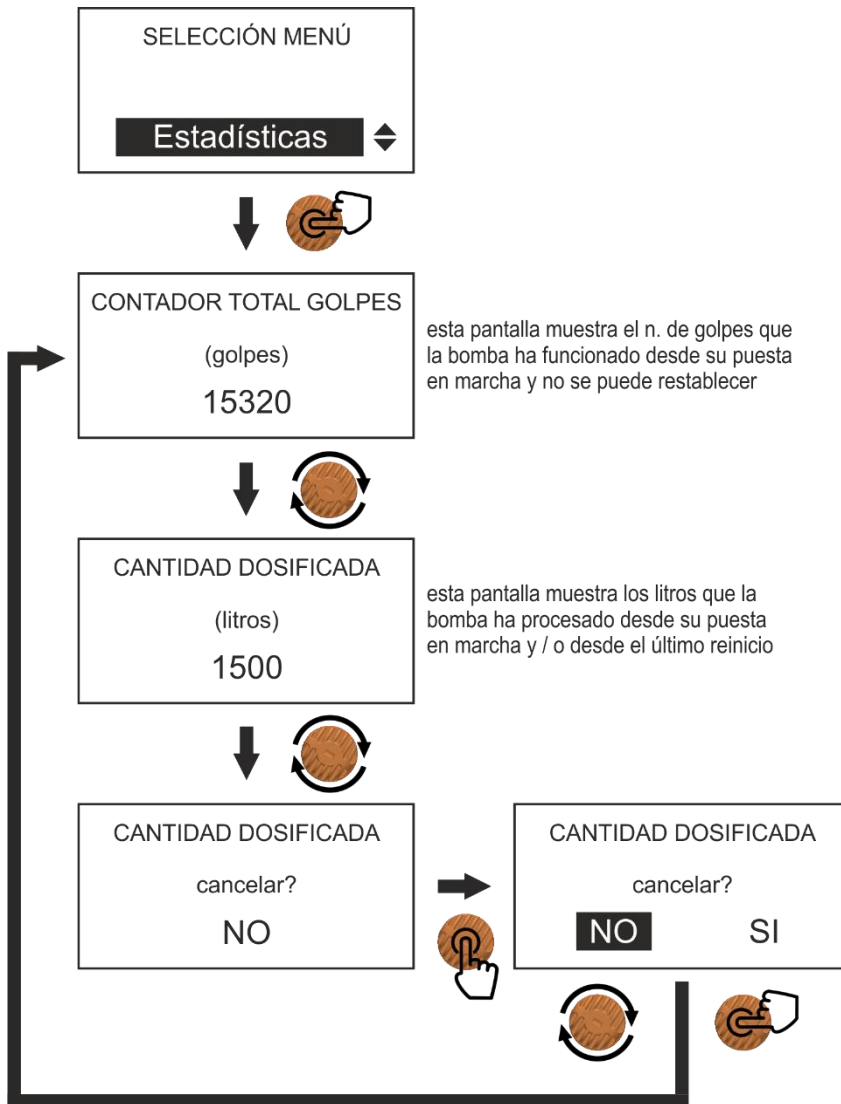 SELECCIÓN MENÚ
Estadísticas
CONTADOR TOTAL GOLPES
(golpes)
15320
esta pantalla muestra el n. de golpes que
la bomba ha funcionado desde su puesta
en marcha y no se puede restablecer
CANTIDAD DOSIFICADA
(litros)
1500
esta pantalla muestra los litros que la
bomba ha procesado desde su puesta
en marcha y / o desde el último reinicio
CANTIDAD DOSIFICADA
cancelar?
NO
CANTIDAD DOSIFICADA
cancelar?
NO SI